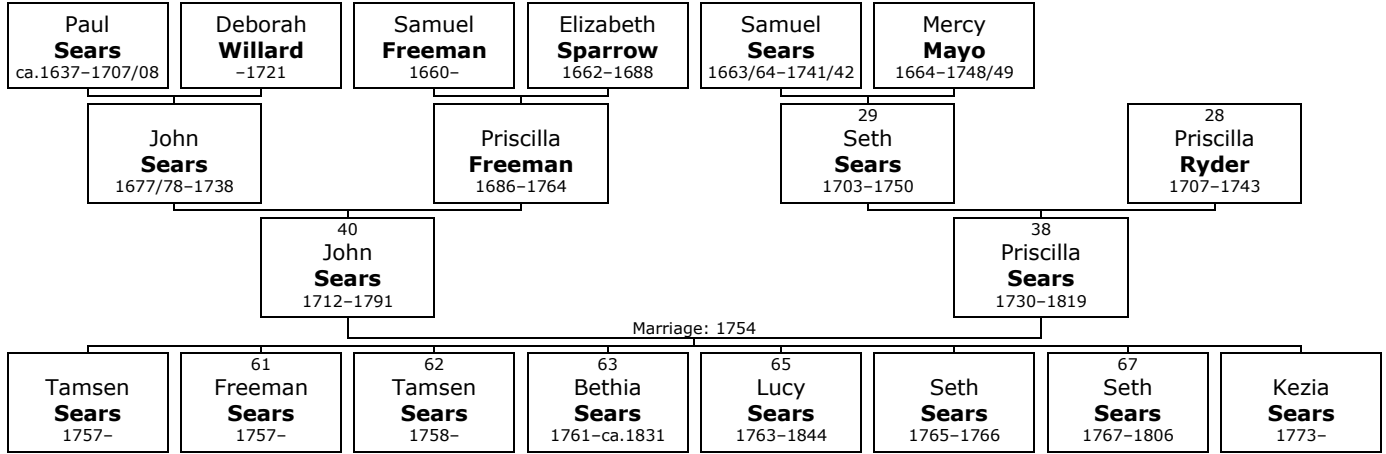 Paul
Sears
ca.1637–1707/08
Deborah
Willard
–1721
Samuel
Freeman
1660–
Elizabeth
Sparrow
1662–1688
Samuel
Sears
1663/64–1741/42
Mercy
Mayo
1664–1748/49
John
Sears
1677/78–1738
Priscilla
Freeman
1686–1764
29
Seth
Sears
1703–1750
28
Priscilla
Ryder
1707–1743
40
John
Sears
1712–1791
38
Priscilla
Sears
1730–1819
Marriage: 1754
Tamsen
Sears
1757–
61
Freeman
Sears
1757–
62
Tamsen
Sears
1758–
63
Bethia
Sears
1761–ca.1831
65
Lucy
Sears
1763–1844
Seth
Sears
1765–1766
67
Seth
Sears
1767–1806
Kezia
Sears
1773–